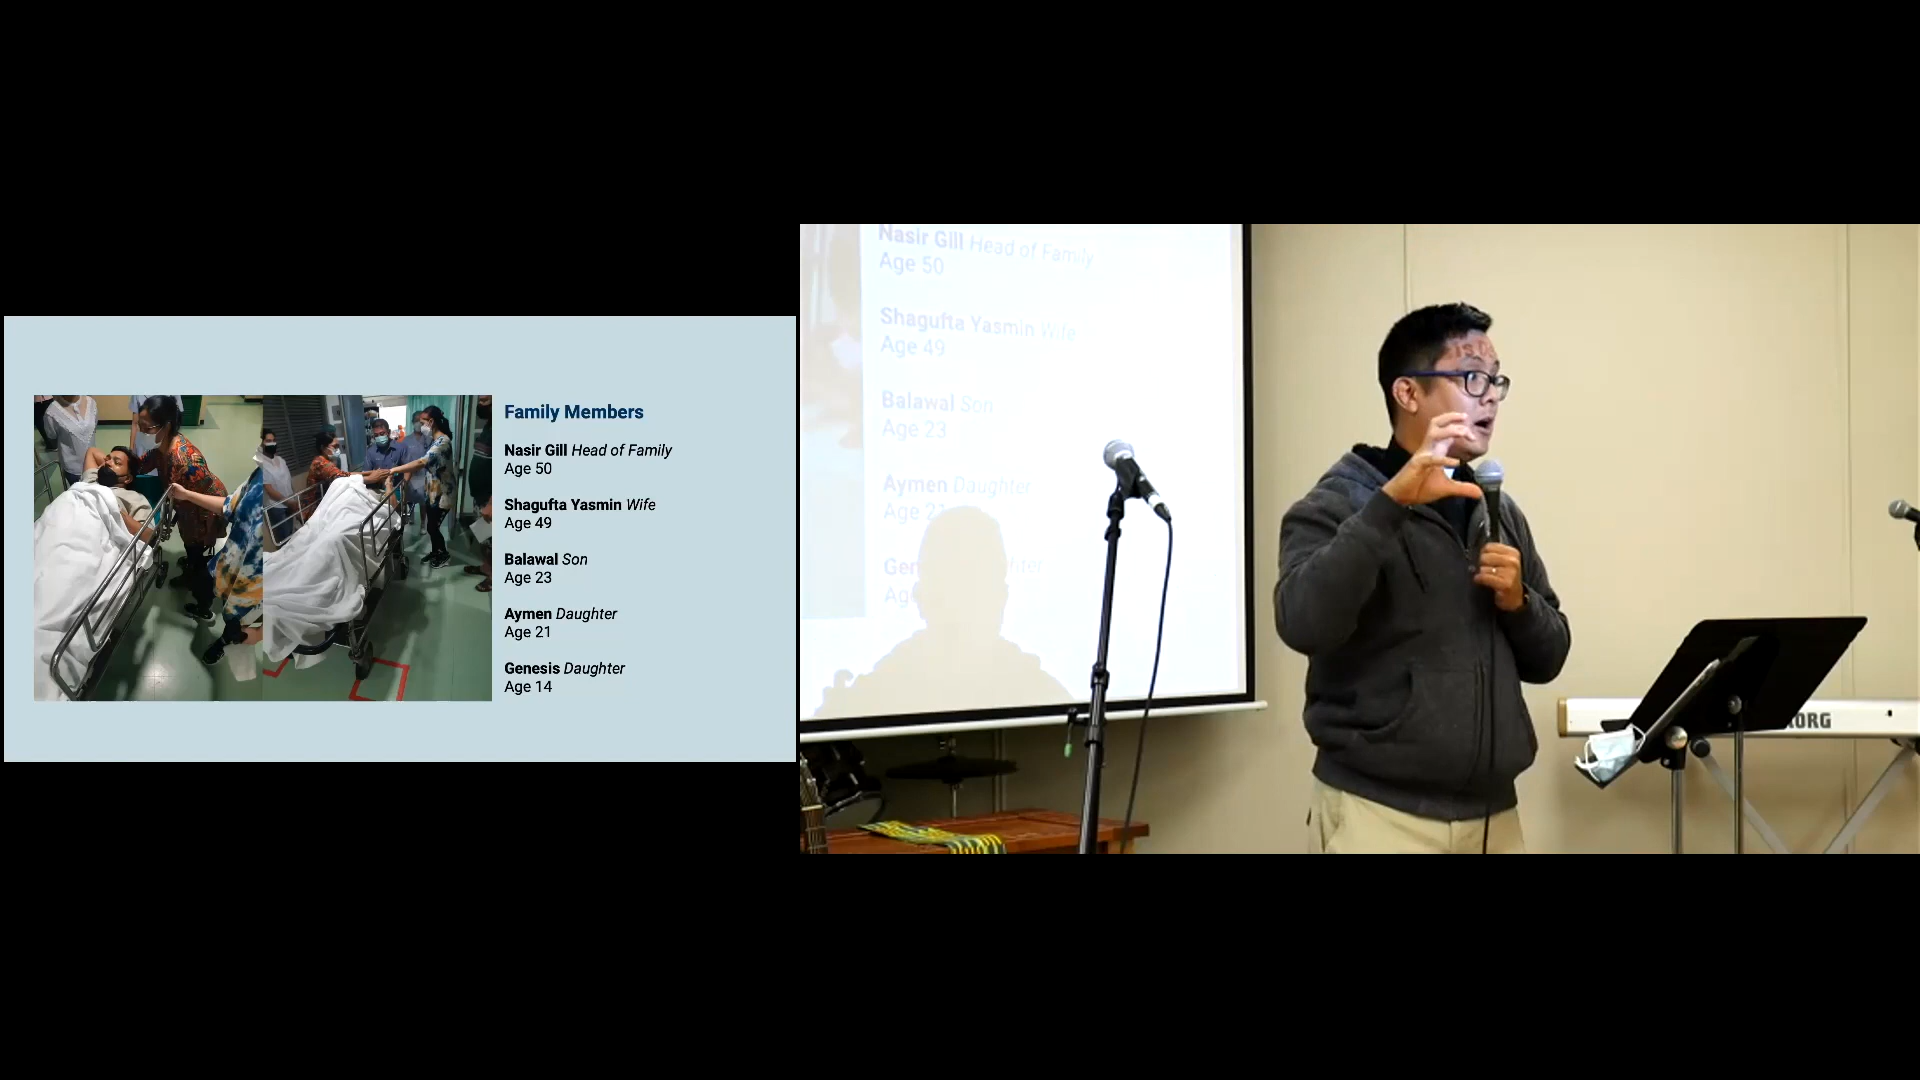 Family Members
Nasir Gill Head of Family
Age 50
Shagufta Yasmin Wife
Age 49
Balawal Son
Age 23
Aymen Daughter
Age 21
Genesis Daughter
Age 14
Nasir Gill Head of Family
Age 50
Shagufta Yasmin Wife
Age 49
Balawal Son
Age 23
Aymen Daughter
Age 21
KORG